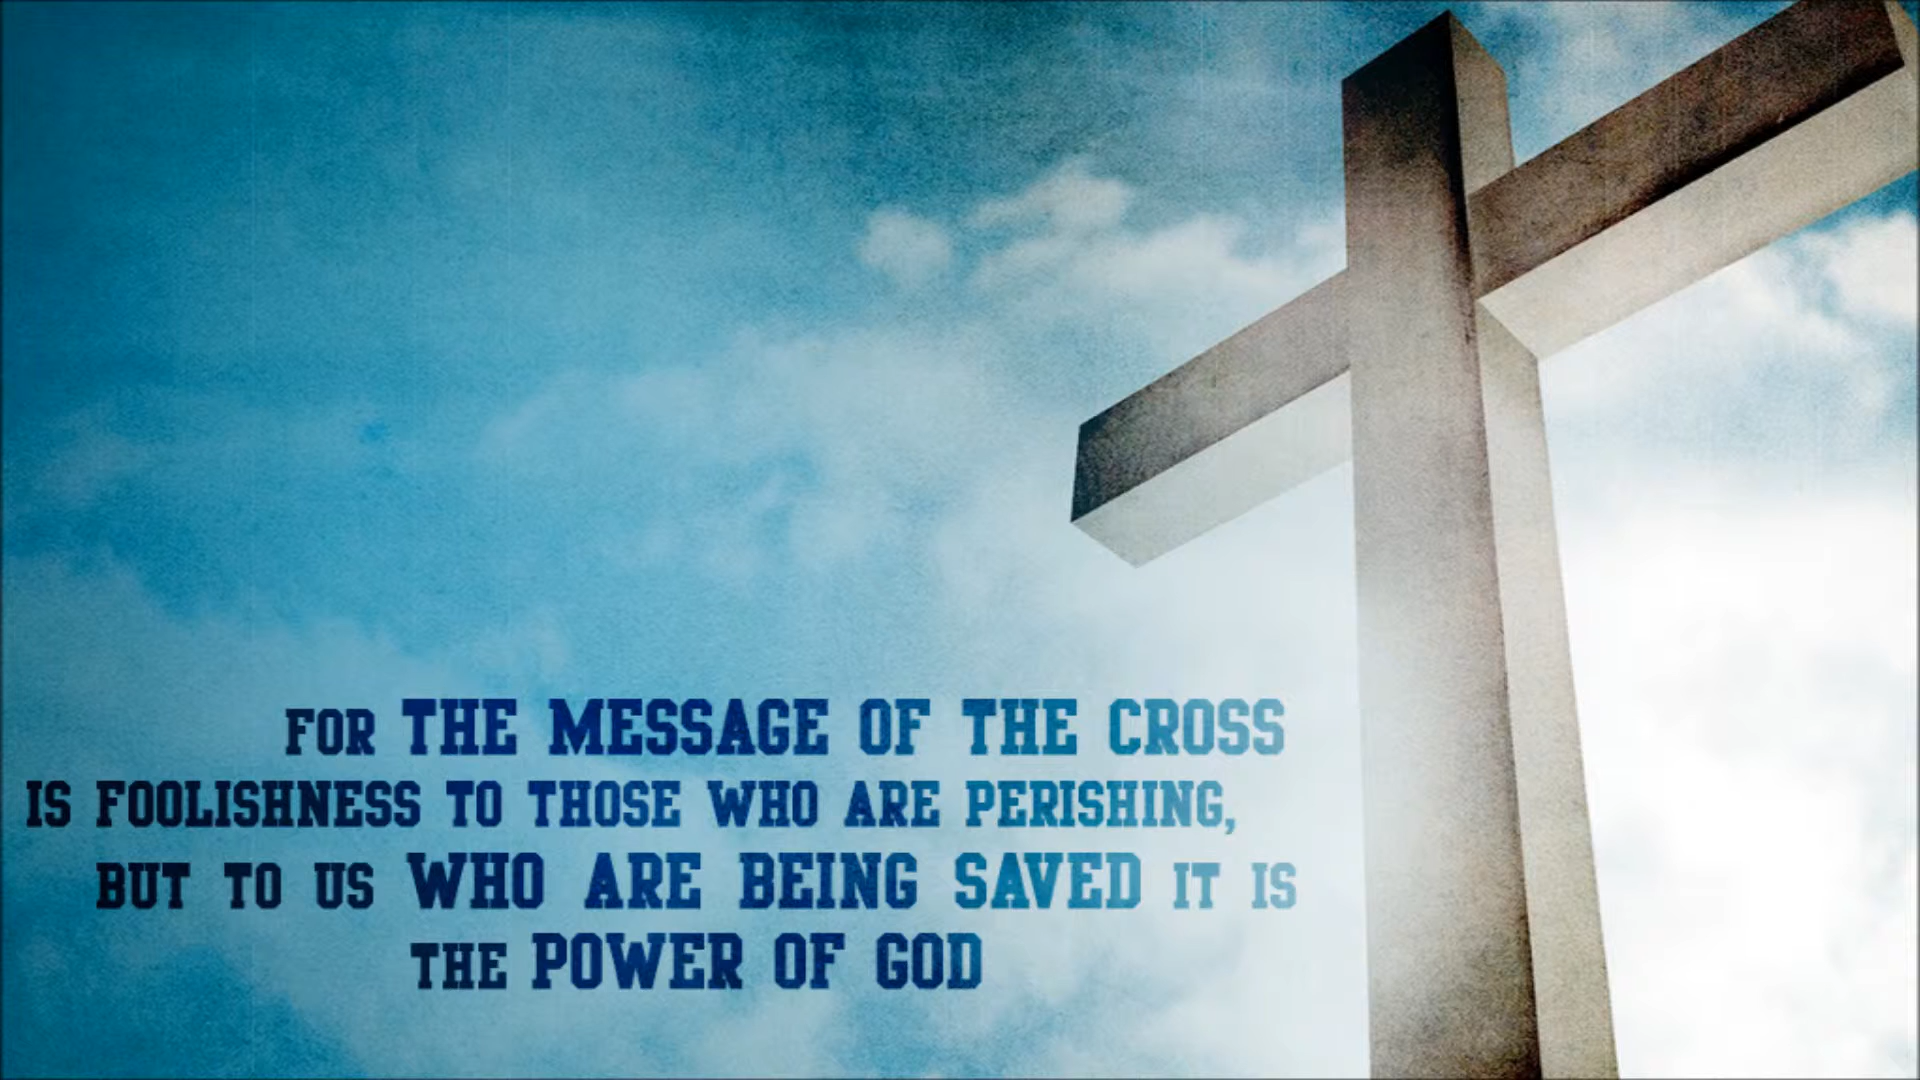 FOR THE MESSAGE OF THE CROSS
IS FOOLISHNESS TO THOSE WHO ARE PERISHING,
BUT TO US WHO ARE BEING SAVED IT IS
THE POWER OF GOD